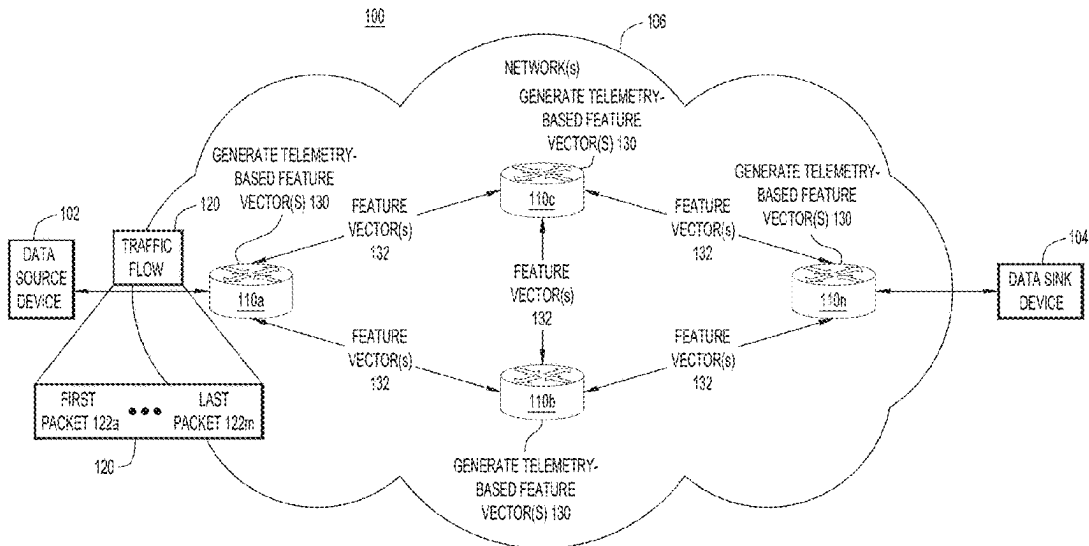 100
106
NETWORK(s)
GENERATE TELEMETRY-
BASED FEATURE
VECTOR(S) 130
110c
GENERATE TELEMETRY-
BASED FEATURE
VECTOR(S) 130
120
102
DATA
SOURCE
DEVICE
TRAFFIC
FLOW
110a
FEATURE
VECTOR(s)
132
FEATURE
VECTOR(s)
132
GENERATE TELEMETRY-
BASED FEATURE
VECTOR(S) 130
110n
104
DATA SINK
DEVICE
FEATURE
VECTOR(s)
132
FEATURE
VECTOR(s)
132
FEATURE
VECTOR(s)
132
110b
FIRST
PACKET 122a
LAST
PACKET 122m
120
GENERATE TELEMETRY-
BASED FEATURE
VECTOR(S) 130